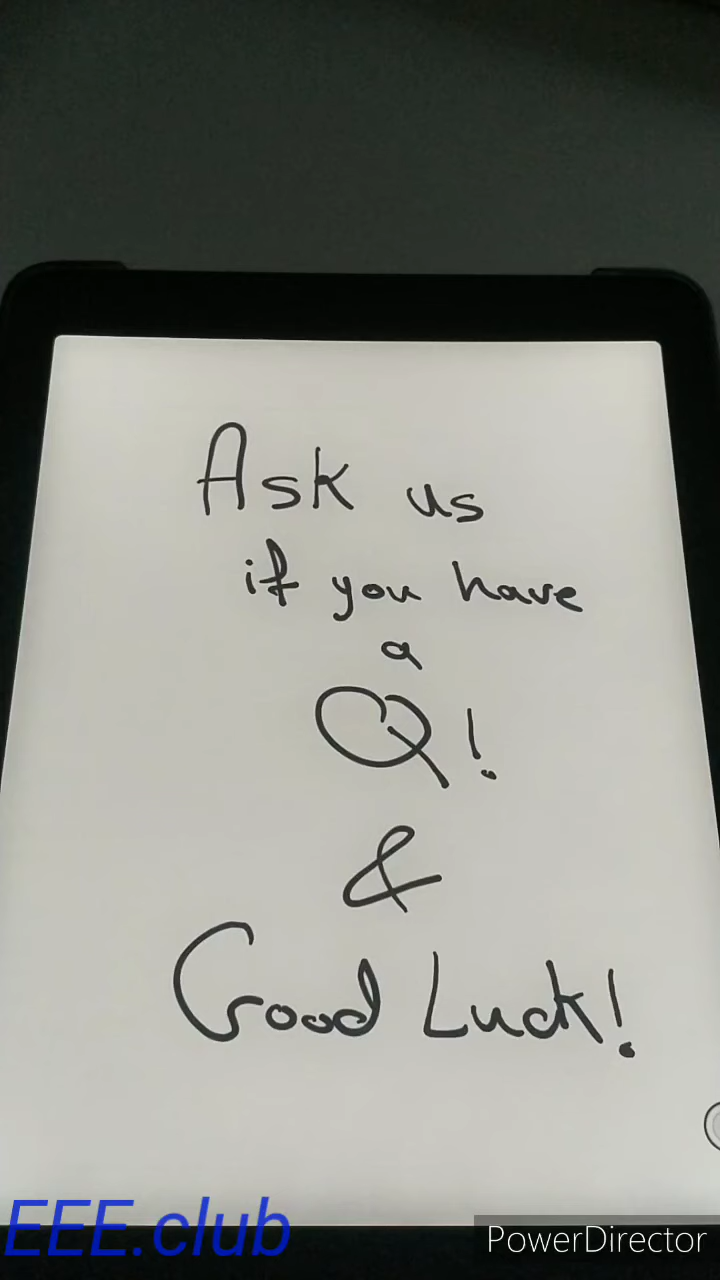 Ask us
if you have
a
Q!
&
Good Luck!
EEE.club
PowerDirector